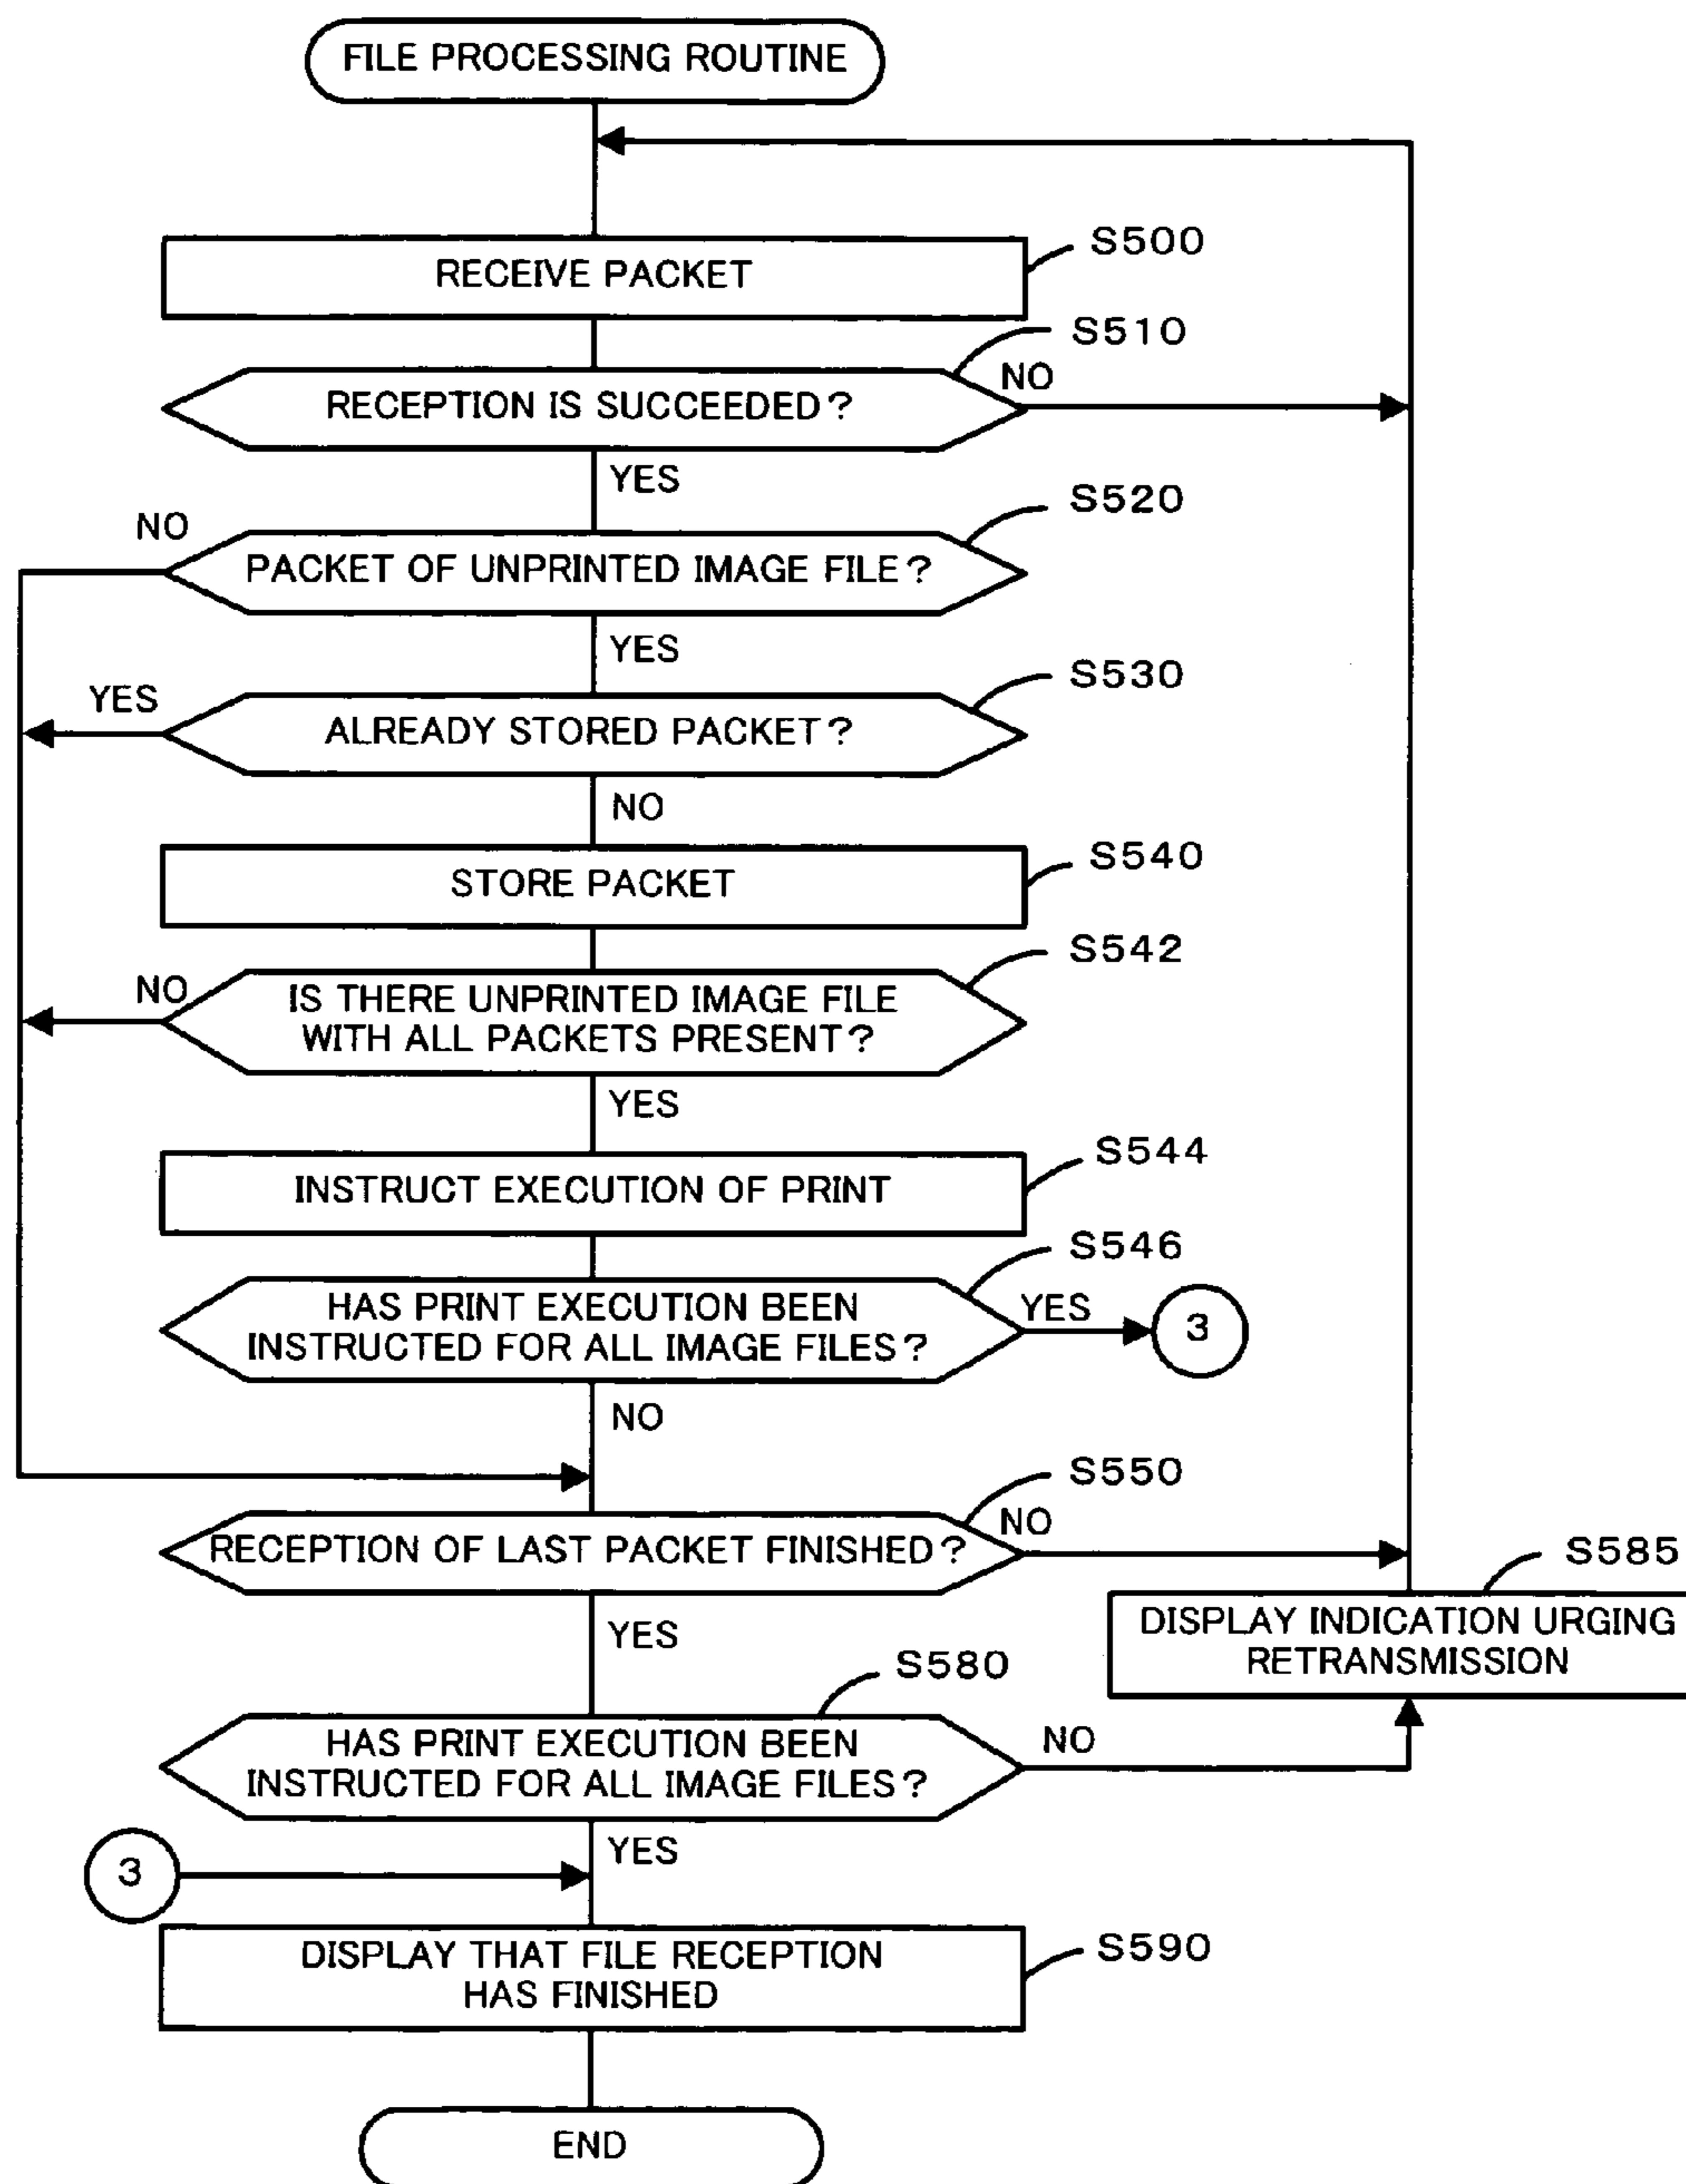 FILE PROCESSING ROUTINE
RECEIVE PACKET
S500
S510
RECEPTION IS SUCCEEDED?
NO
YES
S520
NO
PACKET OF UNPRINTED IMAGE FILE?
YES
S530
YES
ALREADY STORED PACKET?
NO
S540
STORE PACKET
S542
NO
IS THERE UNPRINTED IMAGE FILE
WITH ALL PACKETS PRESENT?
YES
S544
INSTRUCT EXECUTION OF PRINT
S546
HAS PRINT EXECUTION BEEN
INSTRUCTED FOR ALL IMAGE FILES?
YES
3
NO
S550
RECEPTION OF LAST PACKET FINISHED?
NO
S585
DISPLAY INDICATION URGING
RETRANSMISSION
YES
S580
HAS PRINT EXECUTION BEEN
INSTRUCTED FOR ALL IMAGE FILES?
NO
YES
3
S590
DISPLAY THAT FILE RECEPTION
HAS FINISHED
END